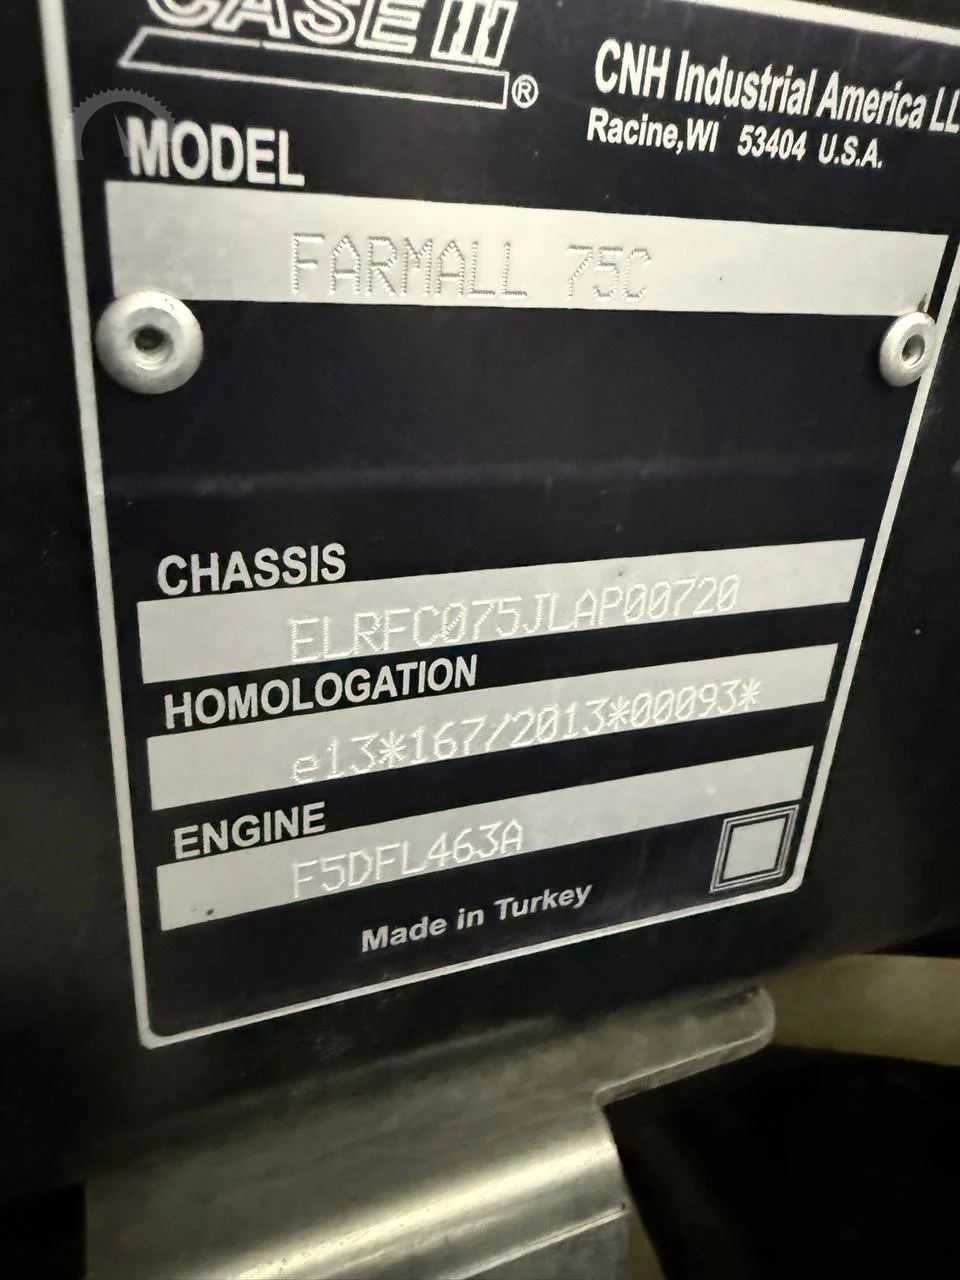 CASE III
®
CNH Industrial America LL
Racine,WI 53404 U.S.A.
MODEL
FARMALL 75C
CHASSIS
ELRFC075JLAP00720
HOMOLOGATION
e13*167/2013*00093*
ENGINE
F5DFL463A
Made in Turkey